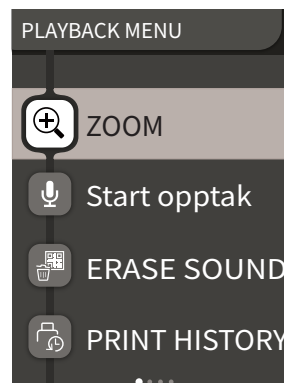 PLAYBACK MENU
ZOOM
Start opptak
ERASE SOUND
PRINT HISTORY